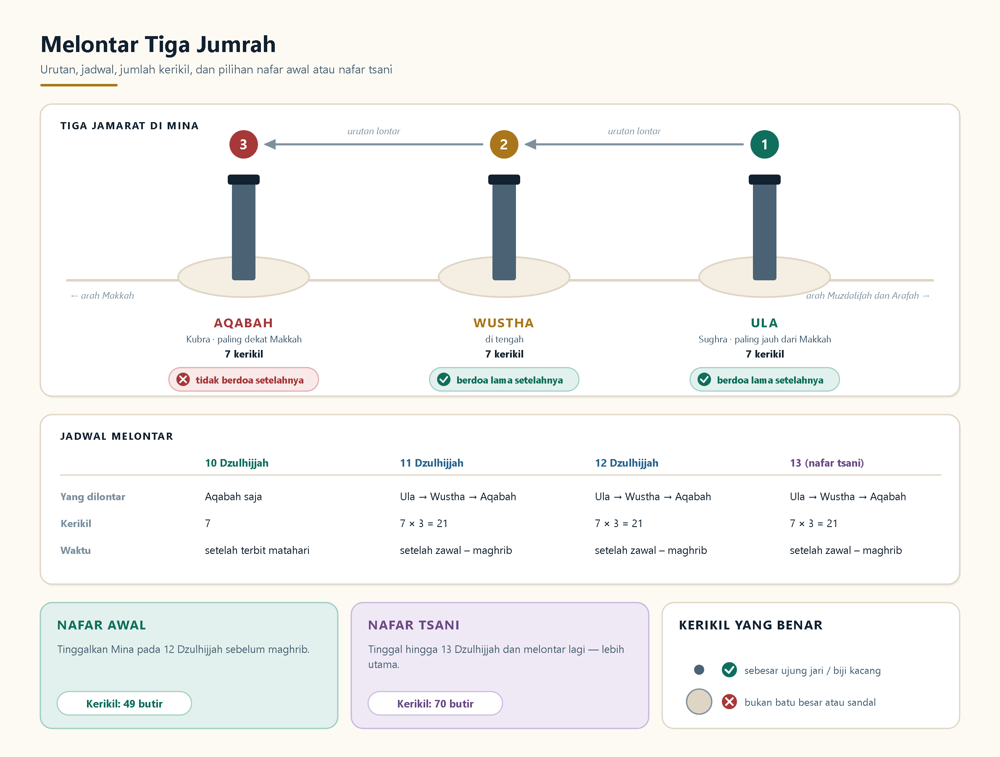 Melontar Tiga Jumrah
Urutan, jadwal, jumlah kerikil, dan pilihan nafar awal atau nafar tsani
TIGA JAMARAT DI MINA
3
urutan lontar
2
urutan lontar
1
← arah Makkah
arah Muzdalifah dan Arafah →
AQABAH
Kubra · paling dekat Makkah
7 kerikil
tidak berdoa setelahnya
WUSTHA
di tengah
7 kerikil
berdoa lama setelahnya
ULA
Sughra · paling jauh dari Makkah
7 kerikil
berdoa lama setelahnya
JADWAL MELONTAR
10 Dzulhijjah 11 Dzulhijjah 12 Dzulhijjah 13 (nafar tsani)
Yang dilontar Aqabah saja Ula → Wustha → Aqabah Ula → Wustha → Aqabah Ula → Wustha → Aqabah
Kerikil 7 7 × 3 = 21 7 × 3 = 21 7 × 3 = 21
Waktu setelah terbit matahari setelah zawal – maghrib setelah zawal – maghrib setelah zawal – maghrib
NAFAR AWAL
Tinggalkan Mina pada 12 Dzulhijjah sebelum maghrib.
Kerikil: 49 butir
NAFAR TSANI
Tinggal hingga 13 Dzulhijjah dan melontar lagi — lebih
utama.
Kerikil: 70 butir
KERIKIL YANG BENAR
sebesar ujung jari / biji kacang
bukan batu besar atau sandal